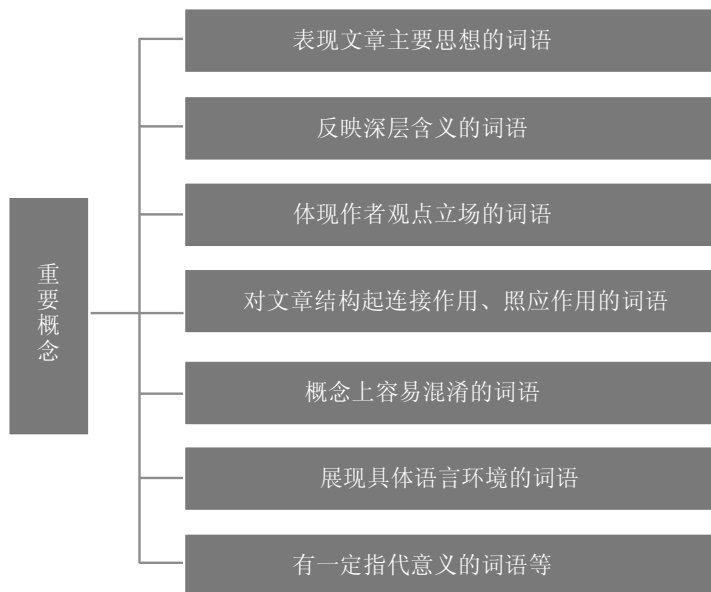 重要概念
表现文章主要思想的词语
反映深层含义的词语
体现作者观点立场的词语
对文章结构起连接作用、照应作用的词语
概念上容易混淆的词语
展现具体语言环境的词语
有一定指代意义的词语等